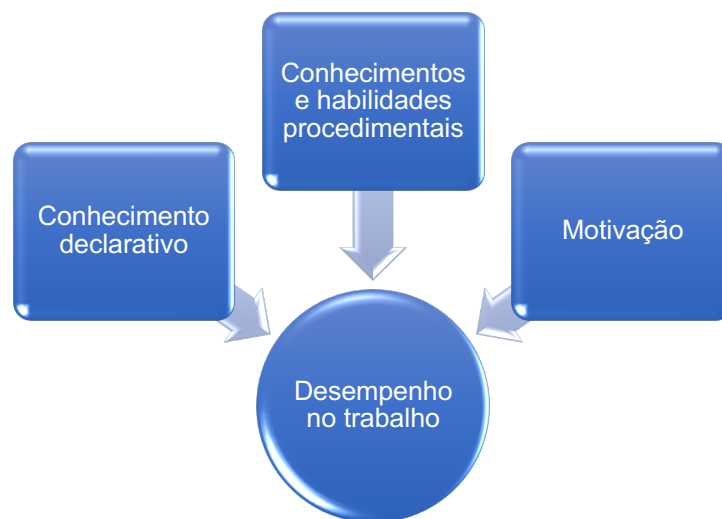 Conhecimentos
e habilidades
procedimentais
Conhecimento
declarativo
Motivação
Desempenho
no trabalho